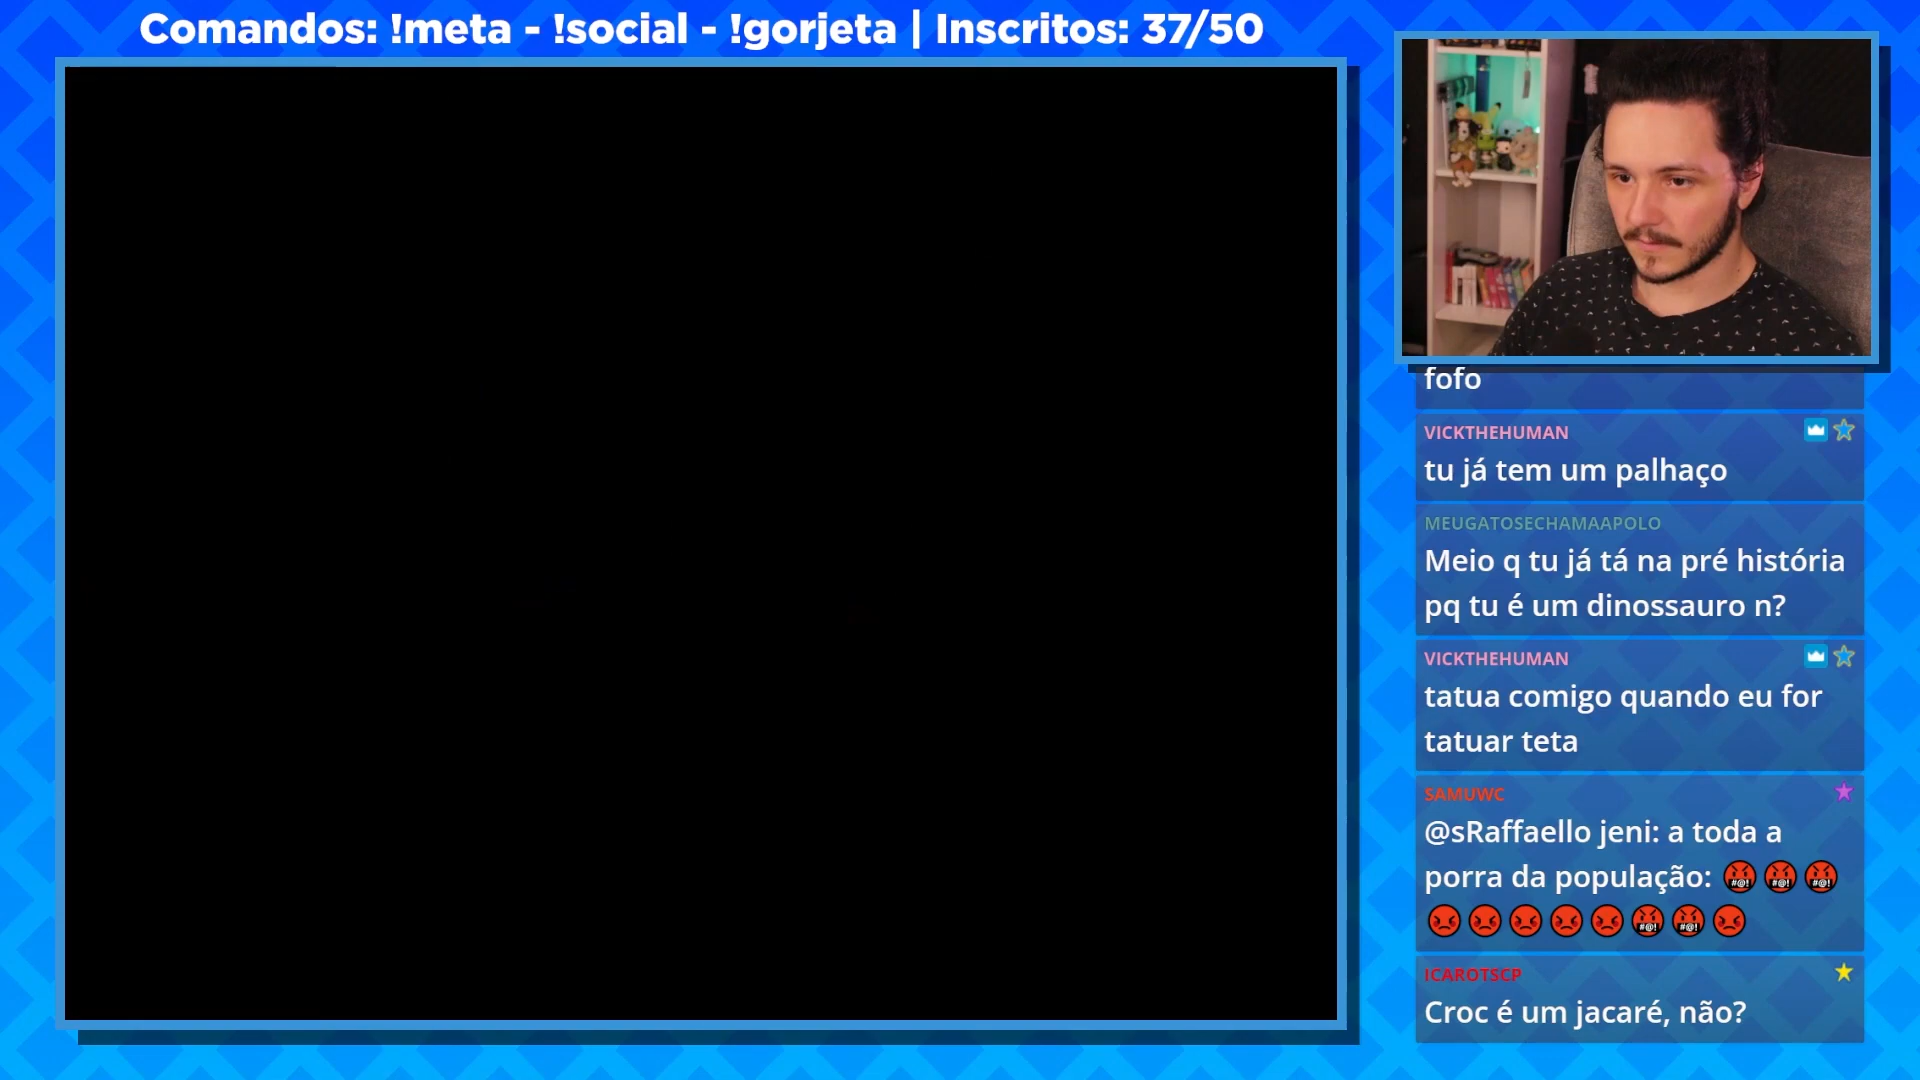 Comandos: !meta - !social - !gorjeta | Inscritos: 37/50
fofo
VICKTHEHUMAN
tu já tem um palhaço
MEUGATOSECHAMAAPOLO
Meio q tu já tá na pré história
pq tu é um dinossauro n?
VICKTHEHUMAN
tatua comigo quando eu for
tatuar teta
SAMUWC
@sRaffaello jeni: a toda a
porra da população:
ICAROTSCP
Croc é um jacaré, não?